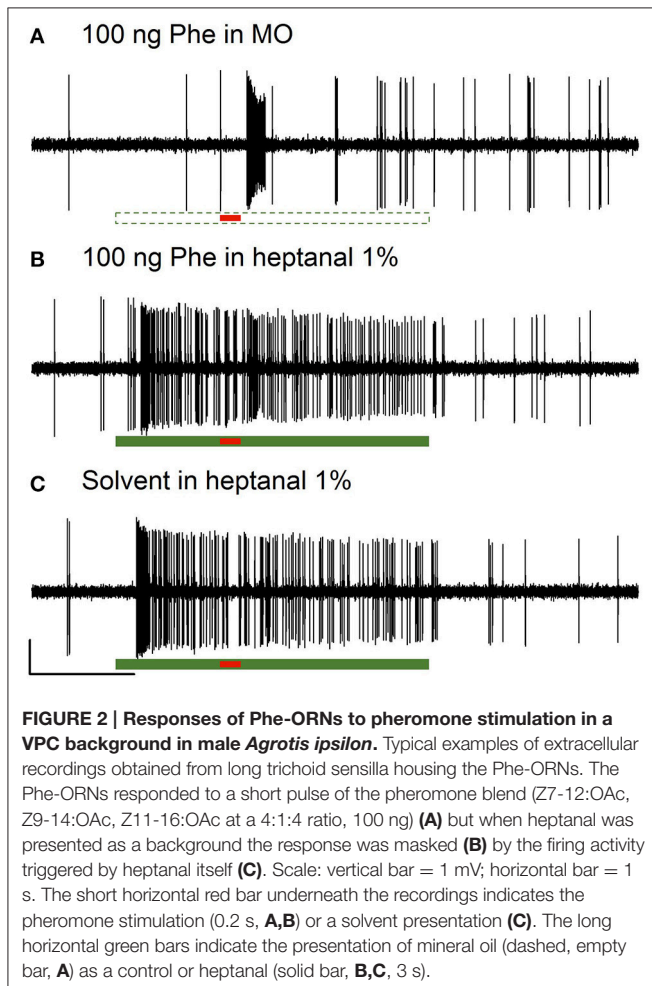 A 100 ng Phe in MO
B 100 ng Phe in heptanal 1%
C Solvent in heptanal 1%
FIGURE 2 | Responses of Phe-ORNs to pheromone stimulation in a
VPC background in male Agrotis ipsilon. Typical examples of extracellular
recordings obtained from long trichoid sensilla housing the Phe-ORNs. The
Phe-ORNs responded to a short pulse of the pheromone blend (Z7-12:OAc,
Z9-14:OAc, Z11-16:OAc at a 4:1:4 ratio, 100 ng) (A) but when heptanal was
presented as a background the response was masked (B) by the firing activity
triggered by heptanal itself (C). Scale: vertical bar = 1 mV; horizontal bar = 1
s. The short horizontal red bar underneath the recordings indicates the
pheromone stimulation (0.2 s, A,B) or a solvent presentation (C). The long
horizontal green bars indicate the presentation of mineral oil (dashed, empty
bar, A) as a control or heptanal (solid bar, B,C, 3 s).